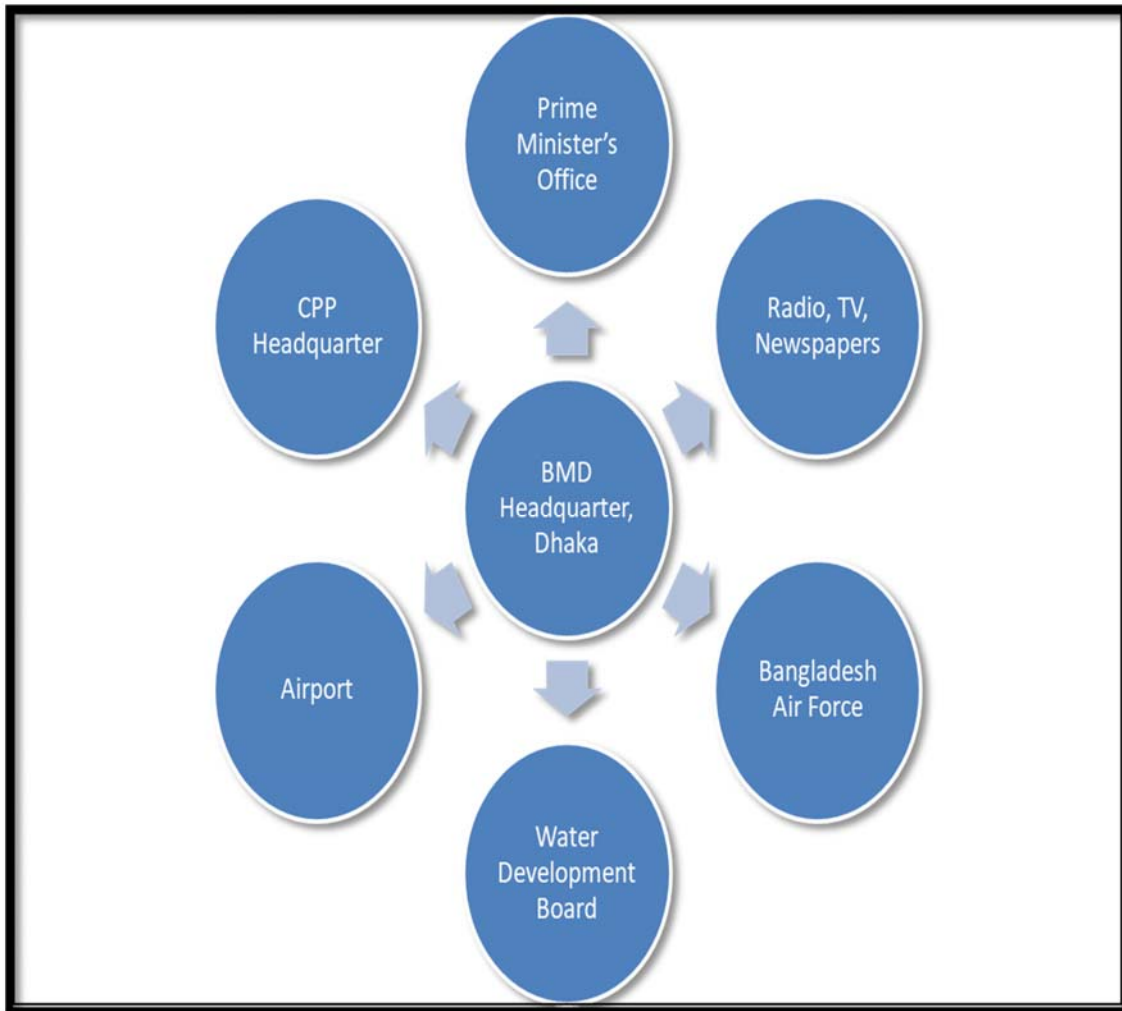 Prime
Minister's
Office
CPP
Headquarter
Radio, TV,
Newspapers
BMD
Headquarter,
Dhaka
Airport
Bangladesh
Air Force
Water
Development
Board